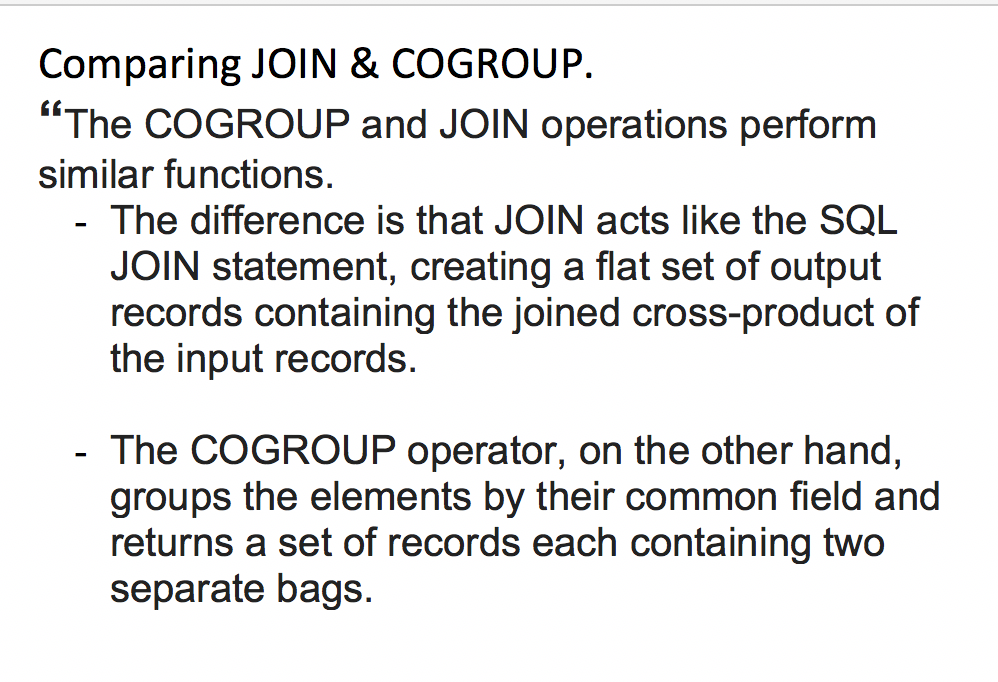 Comparing JOIN & COGROUP.
“The COGROUP and JOIN operations perform
similar functions.
- The difference is that JOIN acts like the SQL
JOIN statement, creating a flat set of output
records containing the joined cross-product of
the input records.
- The COGROUP operator, on the other hand,
groups the elements by their common field and
returns a set of records each containing two
separate bags.